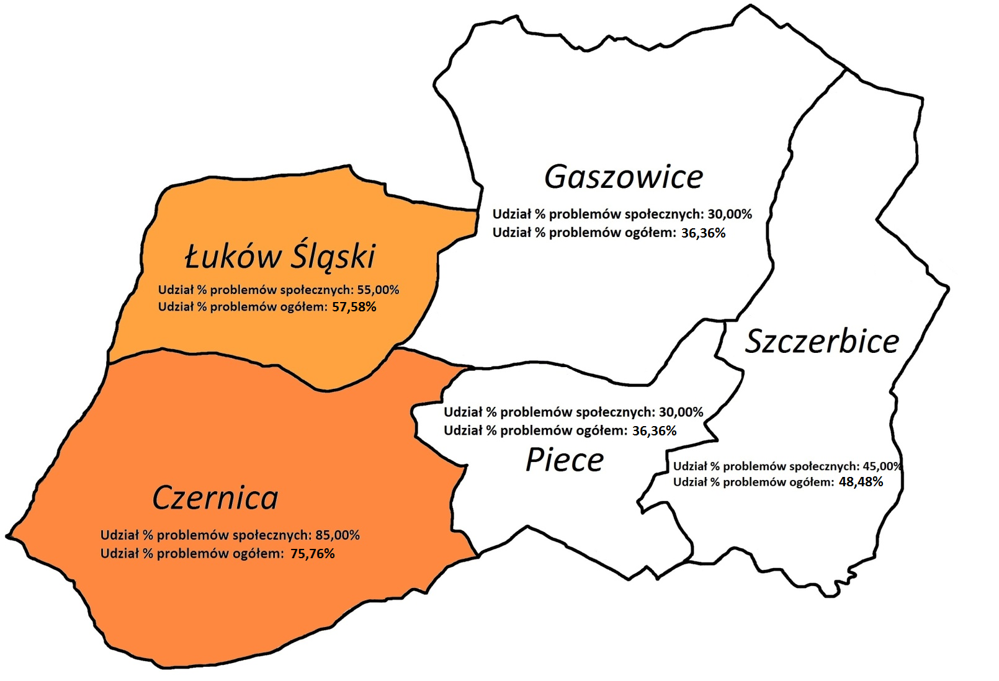 Gaszowice
Udział % problemów społecznych: 30,00%
Udział % problemów ogółem: 36,36%
Łuków Śląski
Udział % problemów społecznych: 55,00%
Udział % problemów ogółem: 57,58%
Szczerbice
Udział % problemów społecznych: 45,00%
Udział % problemów ogółem: 48,48%
Udział % problemów społecznych: 30,00%
Udział % problemów ogółem: 36,36%
Piece
Czernica
Udział % problemów społecznych: 85,00%
Udział % problemów ogółem: 75,76%